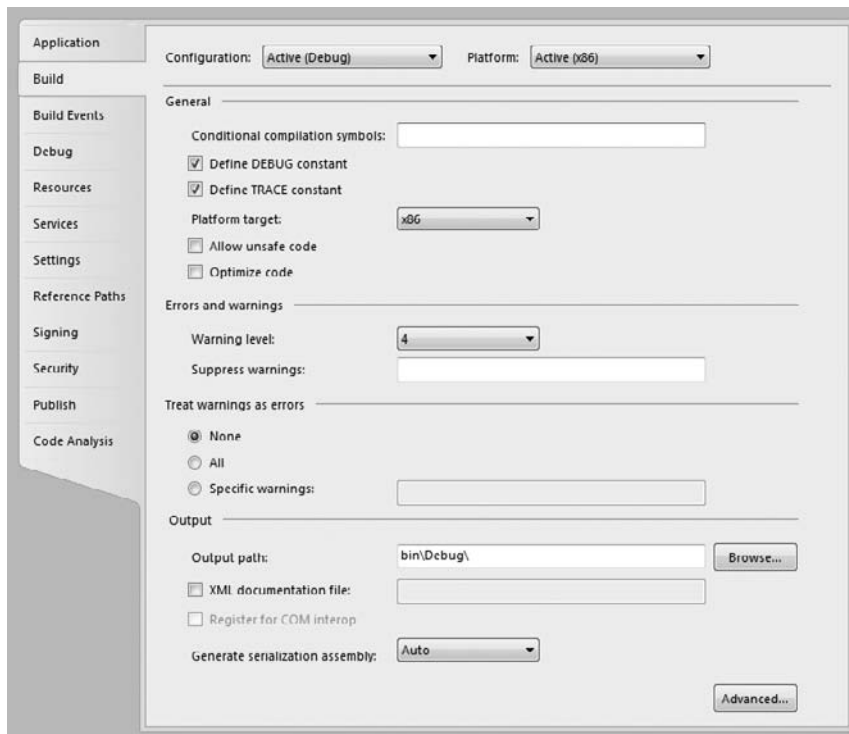 Application
Build
Build Events
Debug
Resources
Services
Settings
Reference Paths
Signing
Security
Publish
Code Analysis
Configuration: Active (Debug) Platform: Active (x86)
General
Conditional compilation symbols:
Define DEBUG constant
Define TRACE constant
Platform target: x86
Allow unsafe code
Optimize code
Errors and warnings
Warning level: 4
Suppress warnings:
Treat warnings as errors
None
All
Specific warnings:
Output
Output path: bin\Debug\ Browse...
XML documentation file:
Register for COM interop
Generate serialization assembly: Auto
Advanced...